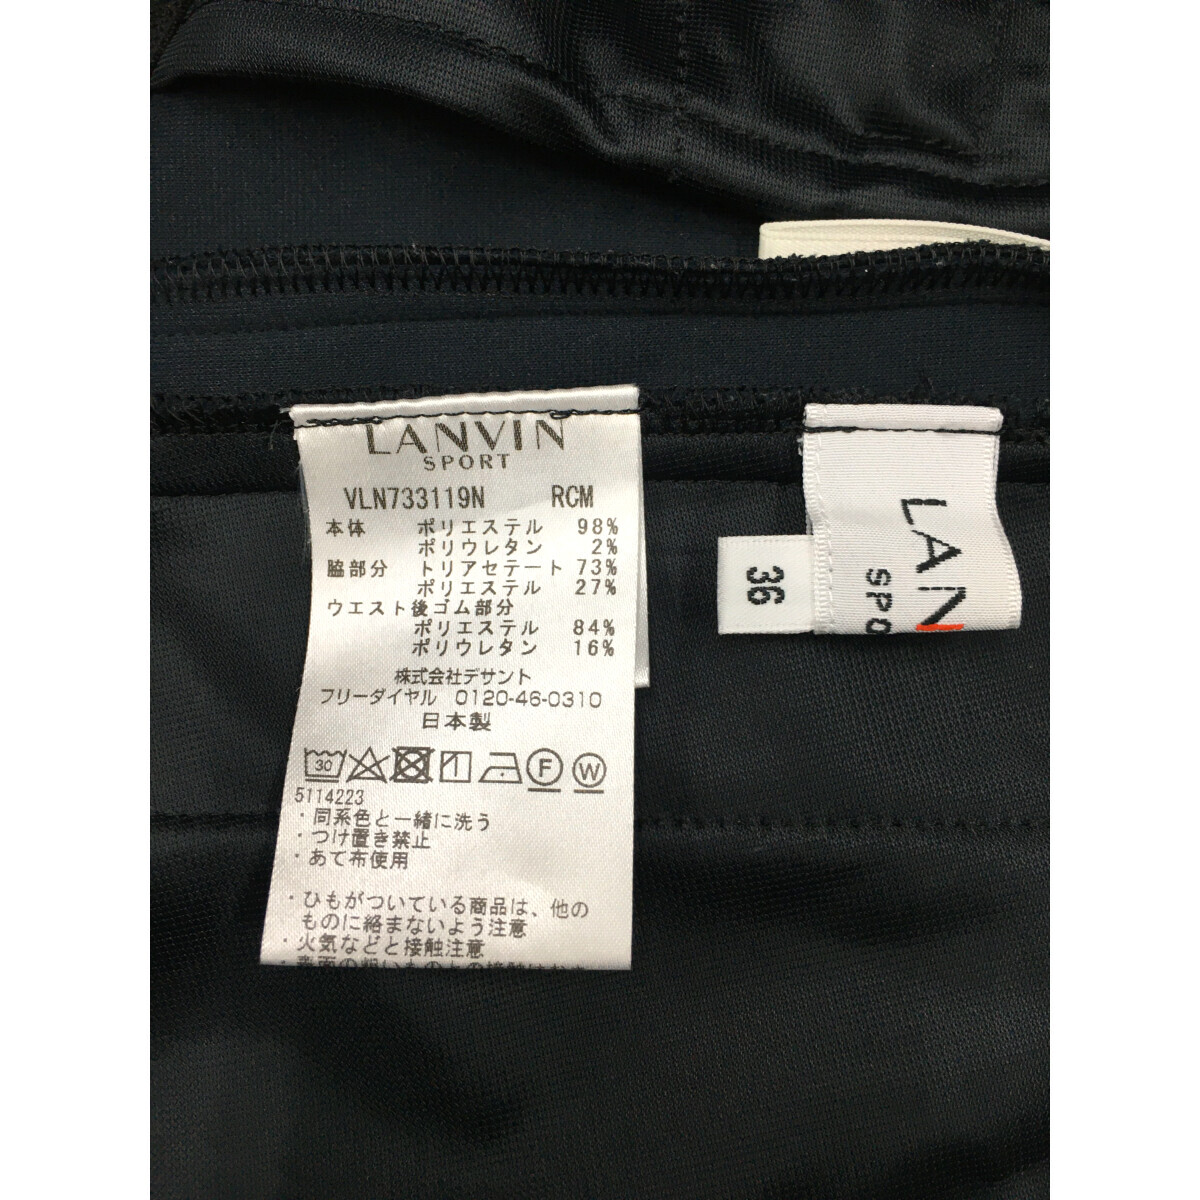 LANVIN
SPORT
VLN733119N RCM
本体 ポリエステル 98%
ポリウレタン 2%
脇部分 トリアセテート 73%
ポリエステル 27%
ウエスト後ゴム部分
ポリエステル 84%
ポリウレタン 16%
株式会社デサント
フリーダイヤル 0120-46-0310
日本製
30 F W
5114223
・同系色と一緒に洗う
・つけ置き禁止
・あて布使用
・ひもがついている商品は、他の
ものに絡まないよう注意
・火気などと接触注意
36
LAN
SPO